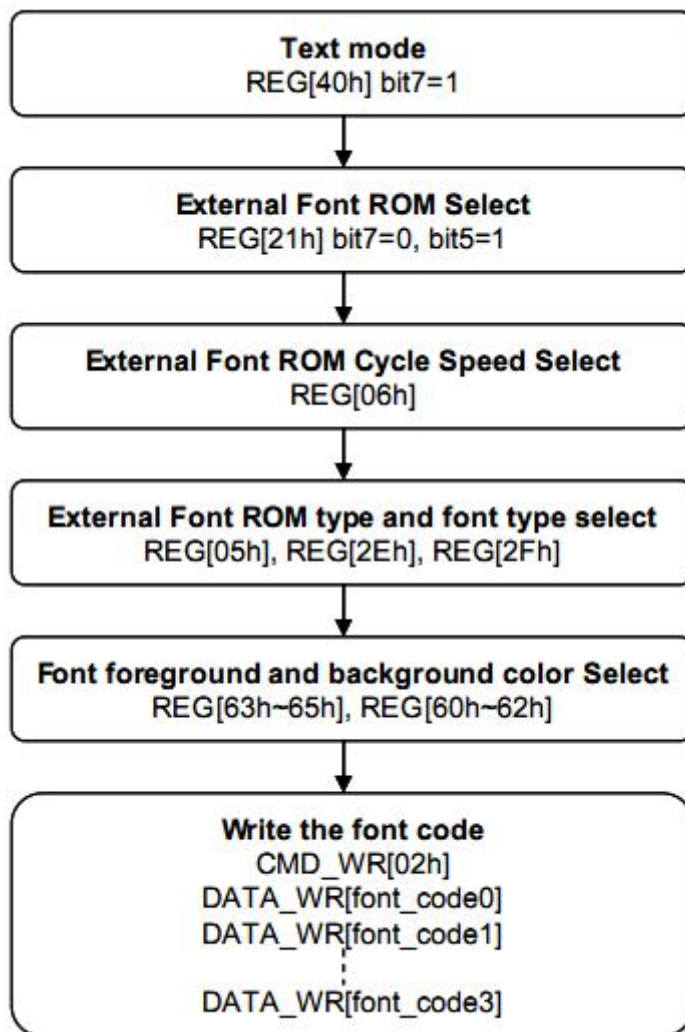 Text mode
REG[40h] bit7=1
External Font ROM Select
REG[21h] bit7=0, bit5=1
External Font ROM Cycle Speed Select
REG[06h]
External Font ROM type and font type select
REG[05h], REG[2Eh], REG[2Fh]
Font foreground and background color Select
REG[63h~65h], REG[60h~62h]
Write the font code
CMD_WR[02h]
DATA_WR[font_code0]
DATA_WR[font_code1]
DATA_WR[font_code3]